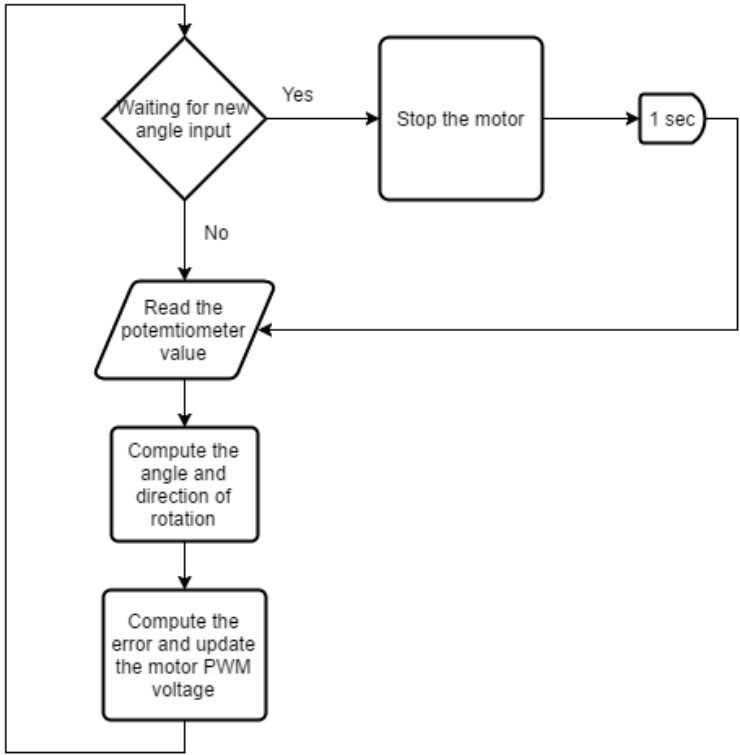 Waiting for new
angle input
Yes
Stop the motor
1 sec
No
Read the
potemtiometer
value
Compute the
angle and
direction of
rotation
Compute the
error and update
the motor PWM
voltage